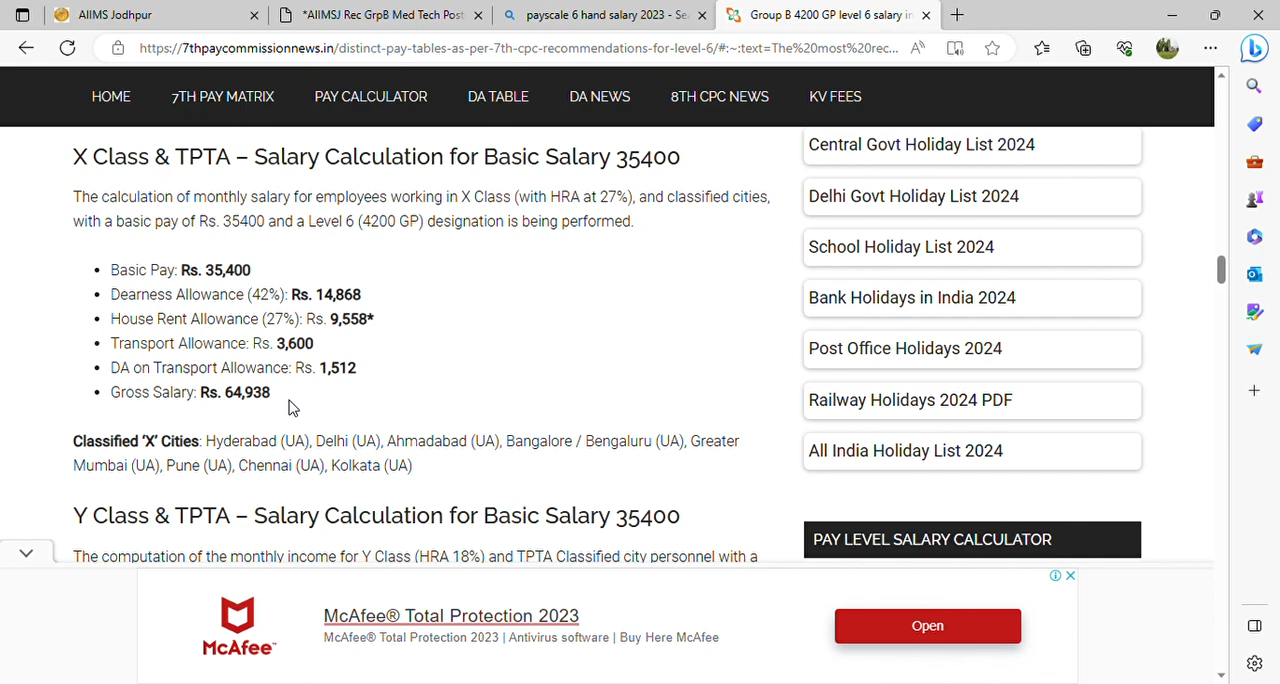 AIIMS Jodhpur
*AIIMSJ Rec GrpB Med Tech Post
payscale 6 hand salary 2023 - Se
Group B 4200 GP level 6 salary in
https://7thpaycommissionnews.in/distinct-pay-tables-as-per-7th-cpc-recommendations-for-level-6/#:~:text=The%20most%20rec...
HOME 7TH PAY MATRIX PAY CALCULATOR DA TABLE DA NEWS 8TH CPC NEWS KV FEES
X Class & TPTA – Salary Calculation for Basic Salary 35400
The calculation of monthly salary for employees working in X Class (with HRA at 27%), and classified cities,
with a basic pay of Rs. 35400 and a Level 6 (4200 GP) designation is being performed.
• Basic Pay: Rs. 35,400
• Dearness Allowance (42%): Rs. 14,868
• House Rent Allowance (27%): Rs. 9,558*
• Transport Allowance: Rs. 3,600
• DA on Transport Allowance: Rs. 1,512
• Gross Salary: Rs. 64,938
Classified ‘X’ Cities: Hyderabad (UA), Delhi (UA), Ahmadabad (UA), Bangalore / Bengaluru (UA), Greater
Mumbai (UA), Pune (UA), Chennai (UA), Kolkata (UA)
Y Class & TPTA – Salary Calculation for Basic Salary 35400
The computation of the monthly income for Y Class (HRA 18%) and TPTA Classified city personnel with a
Central Govt Holiday List 2024
Delhi Govt Holiday List 2024
School Holiday List 2024
Bank Holidays in India 2024
Post Office Holidays 2024
Railway Holidays 2024 PDF
All India Holiday List 2024
PAY LEVEL SALARY CALCULATOR
McAfee™
McAfee® Total Protection 2023
McAfee® Total Protection 2023 | Antivirus software | Buy Here McAfee
Open